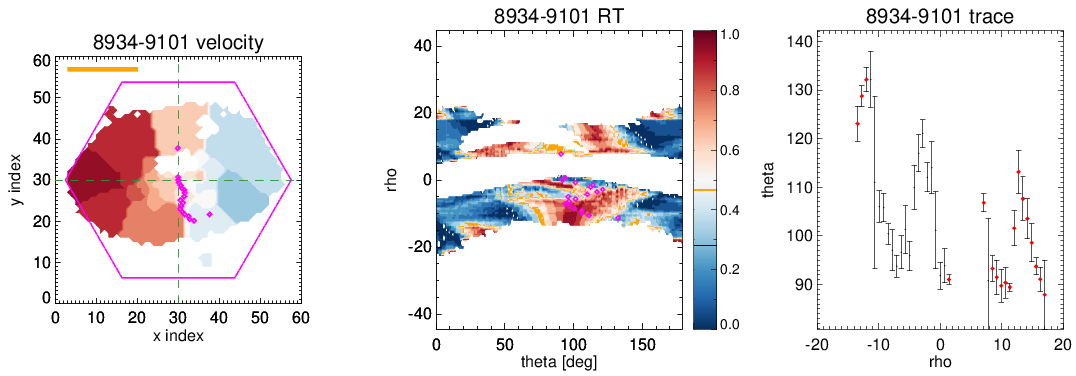 8934-9101 velocity
60
50
40
30
20
10
0
y index
0 10 20 30 40 50 60
x index
8934-9101 RT
40
20
0
-20
-40
rho
0 50 100 150
theta [deg]
1.0
0.8
0.6
0.4
0.2
0.0
8934-9101 trace
140
130
120
110
100
90
theta
-20 -10 0 10 20
rho